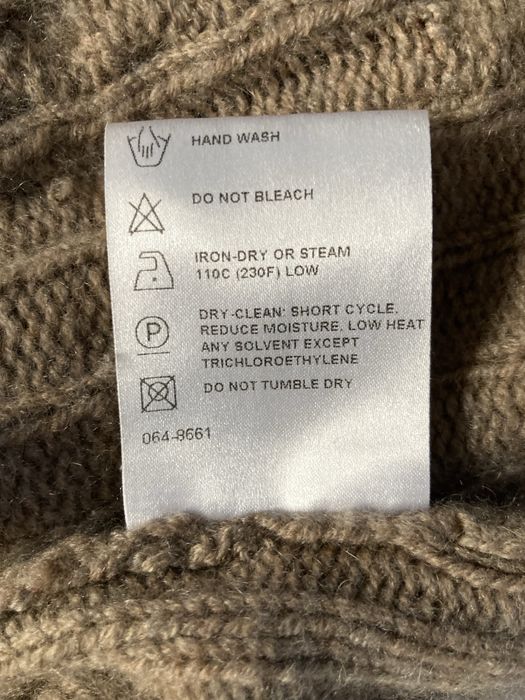 HAND WASH
DO NOT BLEACH
IRON-DRY OR STEAM
110C (230F) LOW
DRY-CLEAN: SHORT CYCLE,
REDUCE MOISTURE, LOW HEAT
ANY SOLVENT EXCEPT
TRICHLOROETHYLENE
P
DO NOT TUMBLE DRY
064-8661